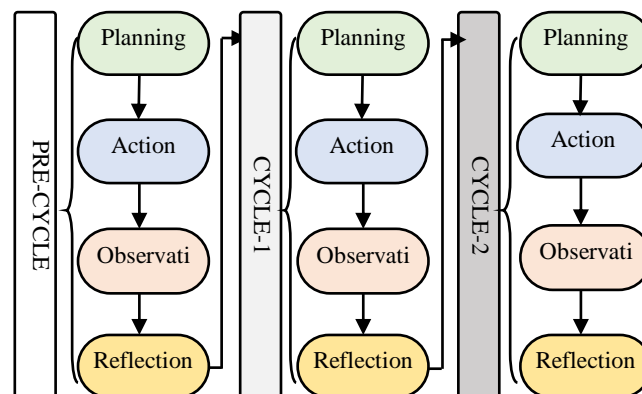 PRE-CYCLE
Planning
Action
Observati
Reflection
CYCLE-1
Planning
Action
Observati
Reflection
CYCLE-2
Planning
Action
Observati
Reflection